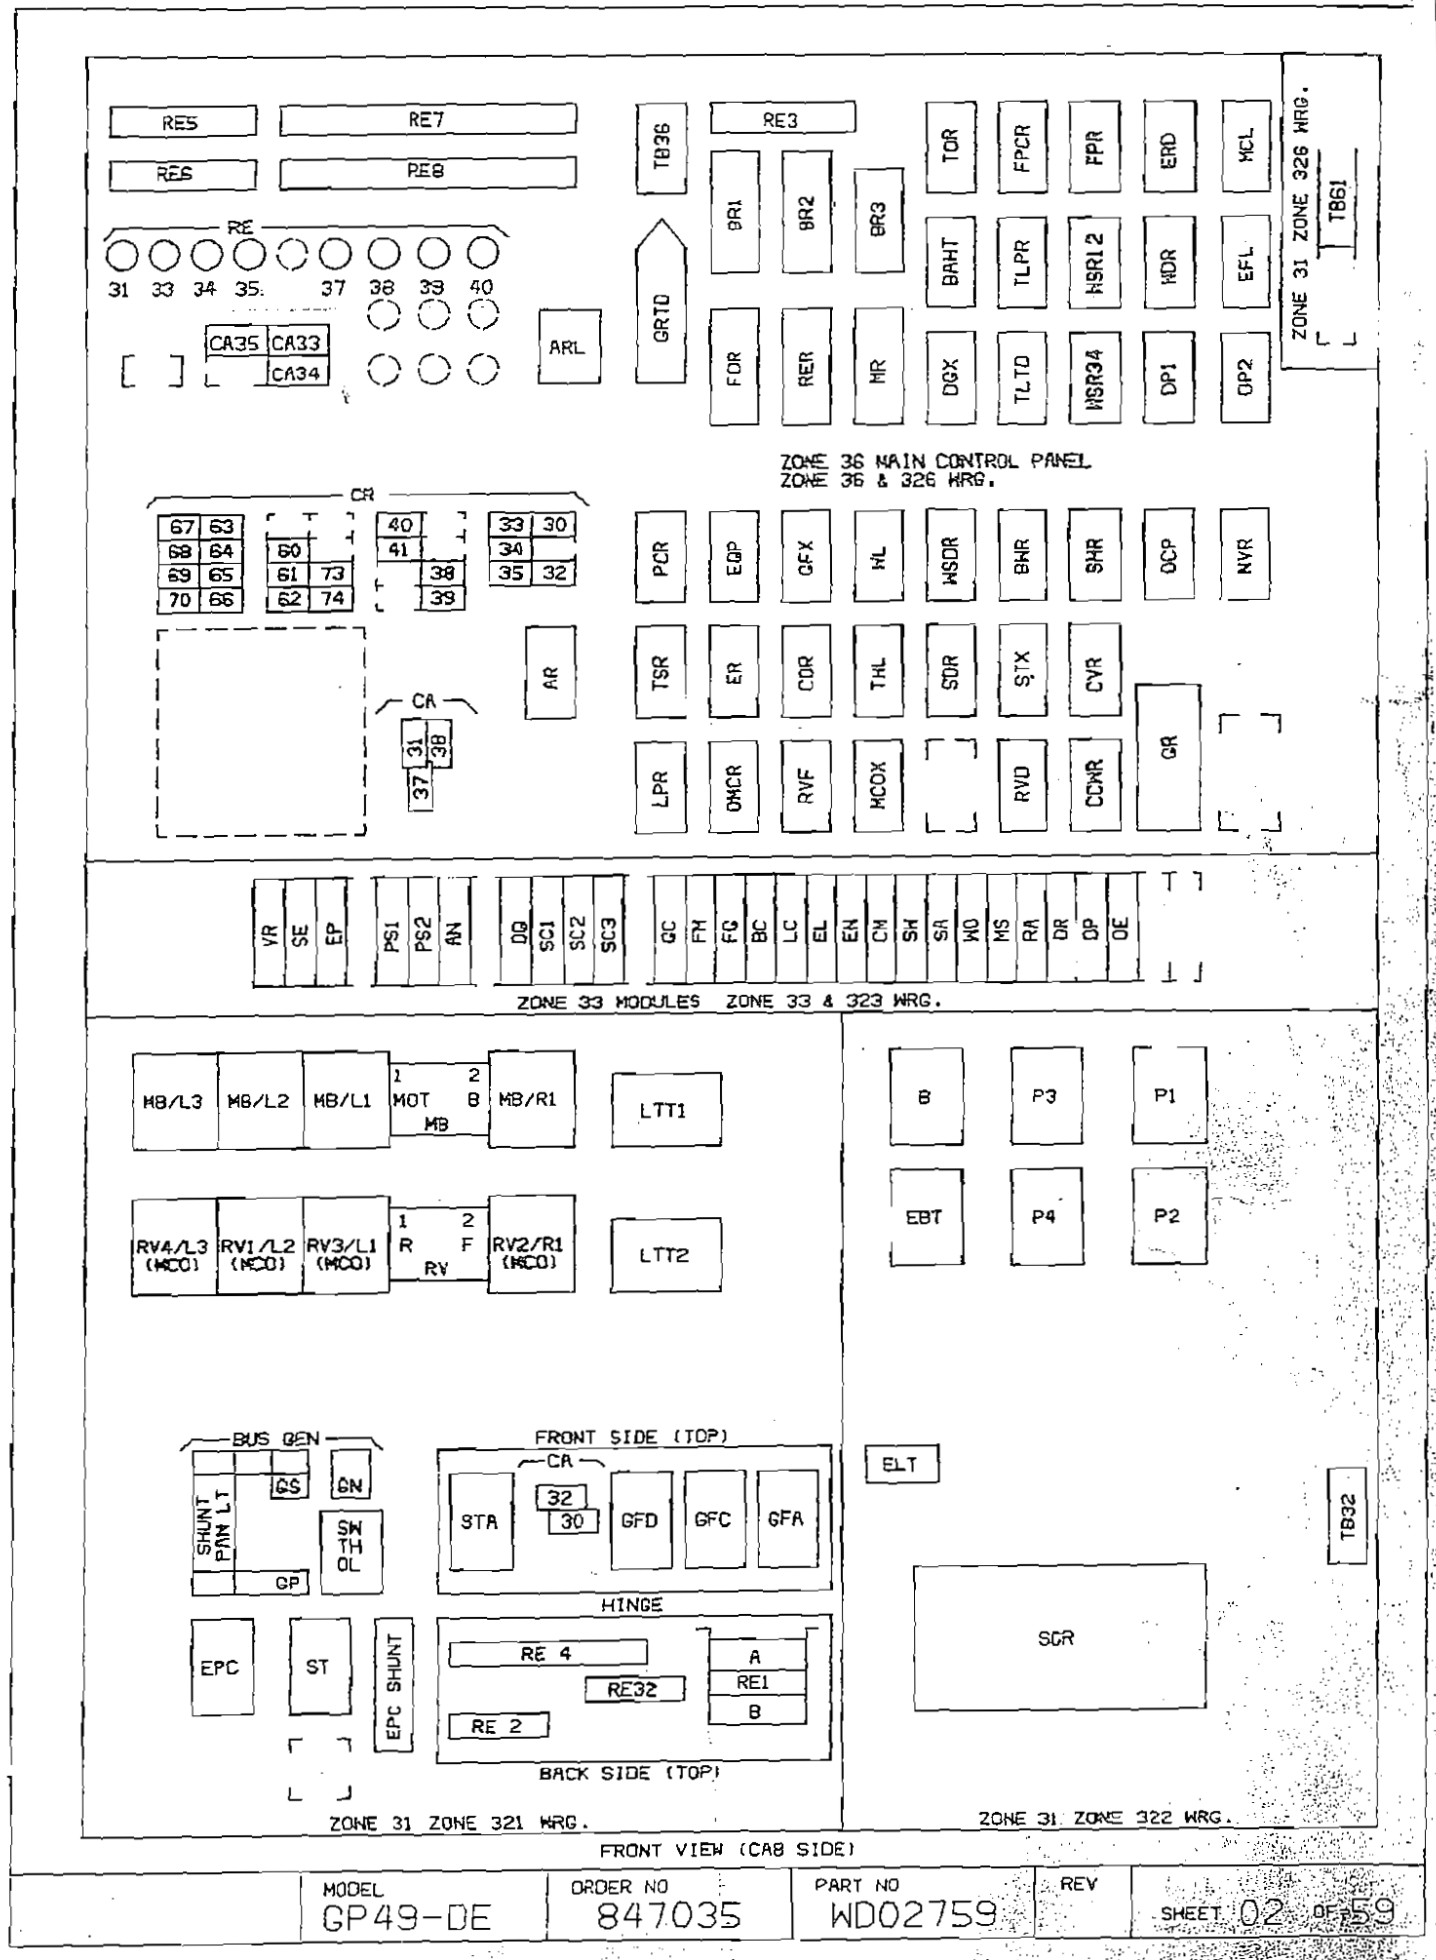 RE5
RE7
RE6
RE8
TB36
RE3
TOR
FPCR
FPR
ERD
MCL
ZONE 31 ZONE 326 WRG.
TB61
RE
31 33 34 35 37 38 39 40
BR1
BR2
BR3
BAHT
TLPR
WSR12
WDR
EFL
CA35 CA33
CA34
ARL
GRTD
FOR
RER
MR
DGX
TLTD
WSR34
DP1
DP2
ZONE 36 MAIN CONTROL PANEL
ZONE 36 & 326 WRG.
CR
67 63
68 64
69 65
70 66
60
61 73
62 74
40
41
38
39
33 30
34
35 32
PCR
EQP
GFX
WL
WSDR
BWR
SWR
OCP
NVR
AR
TSR
ER
COR
THL
SDR
STX
CVR
CA
31
38
37
LPR
OMCR
RVF
MCOX
RVD
CCWR
GR
VR SE EP PS1 PS2 AN DQ SC1 SC2 SC3 GC FM FG BC LC EL EN CM SW SA WO MS RA DR DP DE
ZONE 33 MODULES ZONE 33 & 323 WRG.
MB/L3
MB/L2
MB/L1
1 2
MOT B
MB
MB/R1
LTT1
B
P3
P1
RV4/L3
(MCO)
RV1/L2
(MCO)
RV3/L1
(MCO)
1 2
R F
RV
RV2/R1
(MCO)
LTT2
EBT
P4
P2
BUS GEN
GS
GN
SHUNT
PAN LT
SW
TH
OL
GP
FRONT SIDE (TOP)
CA
STA
32
30
GFD
GFC
GFA
HINGE
ELT
TB32
EPC
ST
EPC SHUNT
RE 4
RE32
RE 2
A
RE1
B
BACK SIDE (TOP)
SCR
ZONE 31 ZONE 321 WRG.
ZONE 31 ZONE 322 WRG.
FRONT VIEW (CAB SIDE)
MODEL
GP49-DE
ORDER NO
847035
PART NO
WD02759
REV
SHEET 02 OF 59